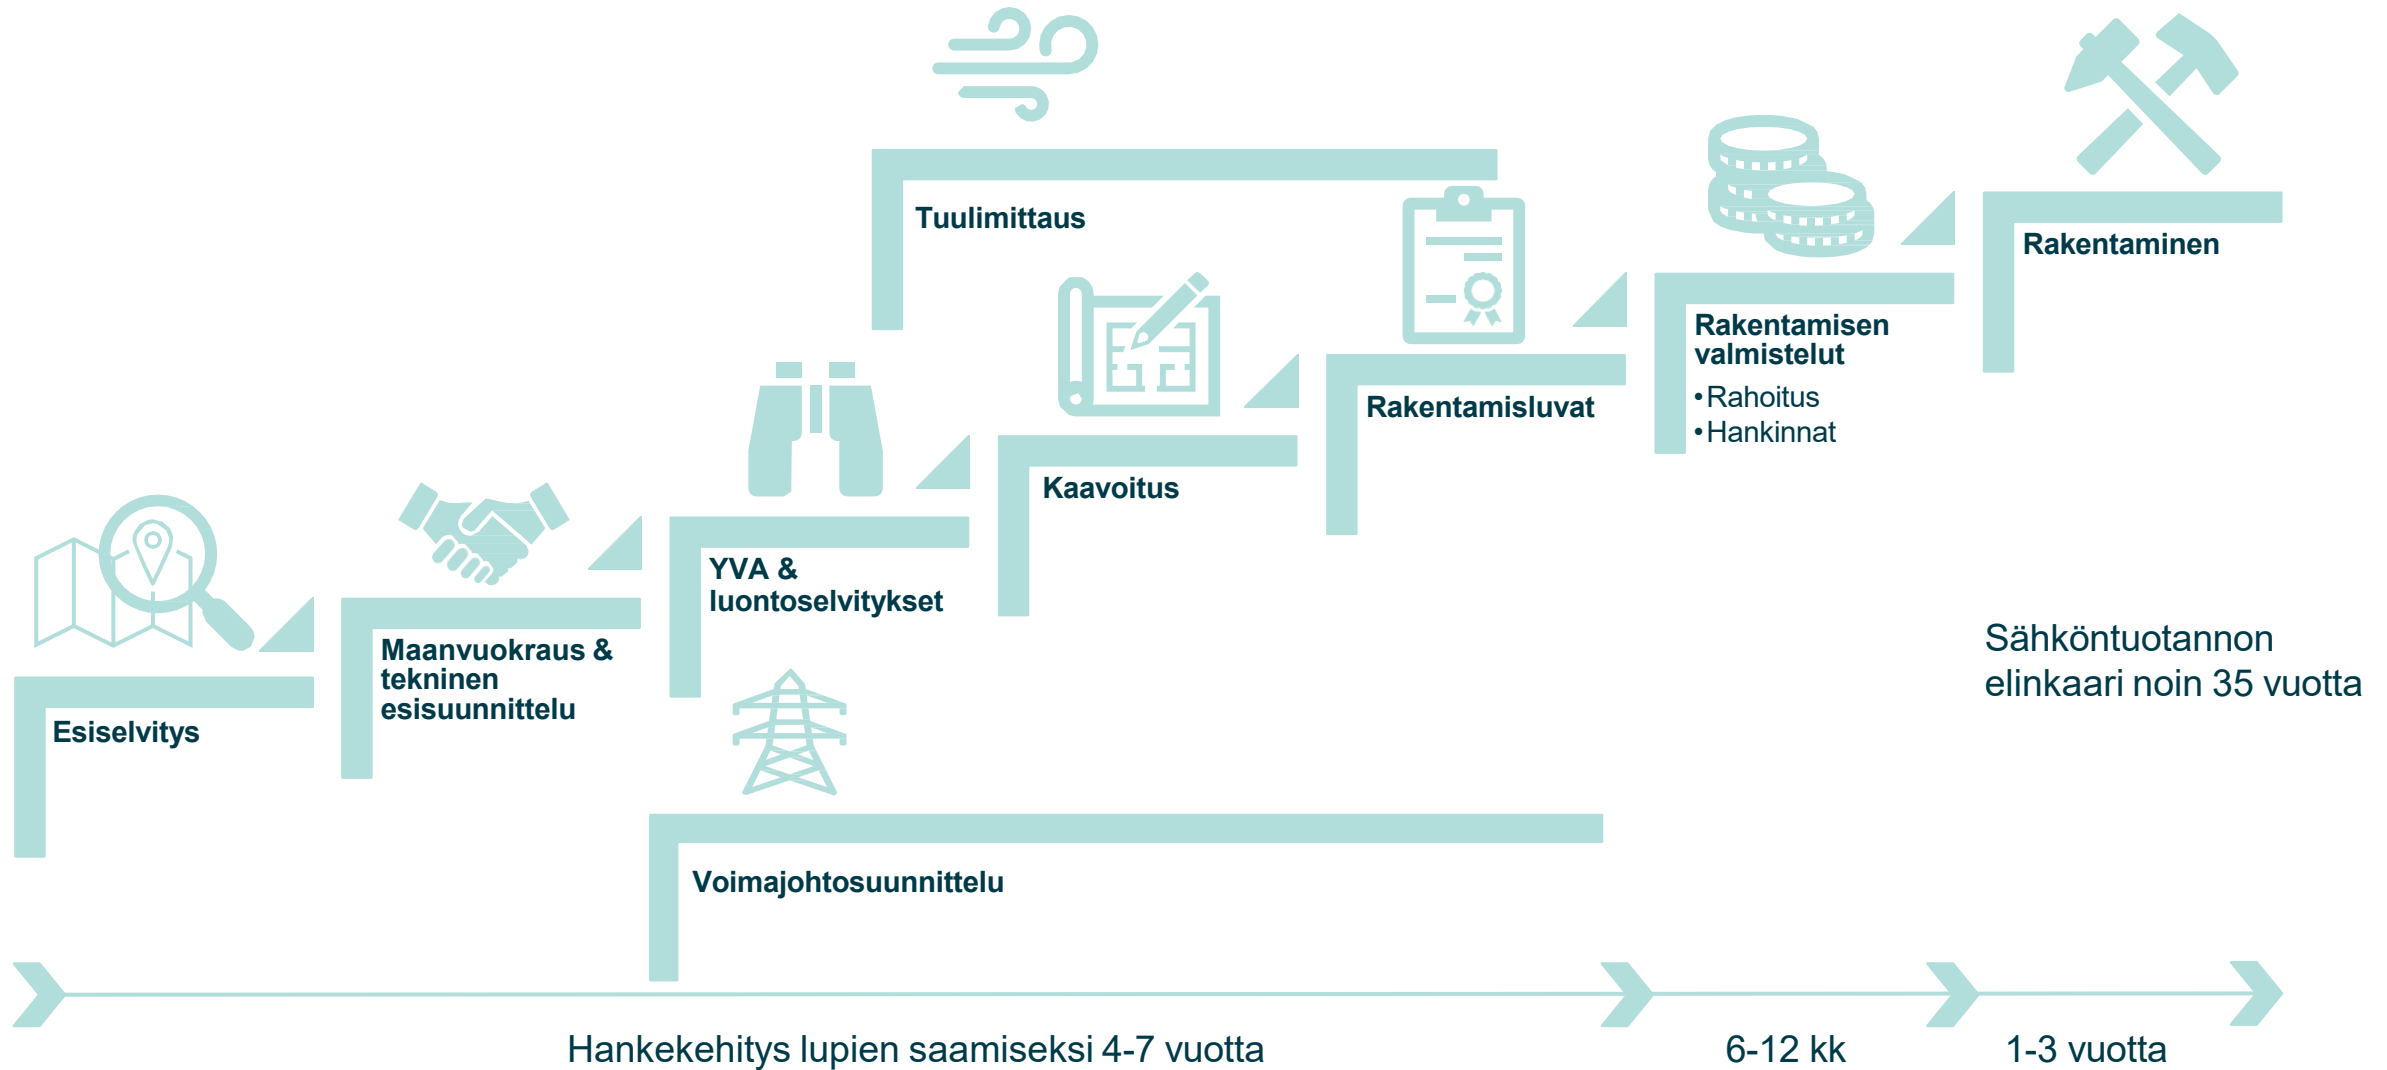 Tuulimittaus
Rakentaminen
Rakentamisen
valmistelut
•Rahoitus
•Hankinnat
Rakentamisluvat
Kaavoitus
YVA &
luontoselvitykset
Maanvuokraus &
tekninen
esisuunnittelu
Esiselvitys
Sähköntuotannon
elinkaari noin 35 vuotta
Voimajohtosuunnittelu
Hankekehitys lupien saamiseksi 4-7 vuotta
6-12 kk
1-3 vuotta